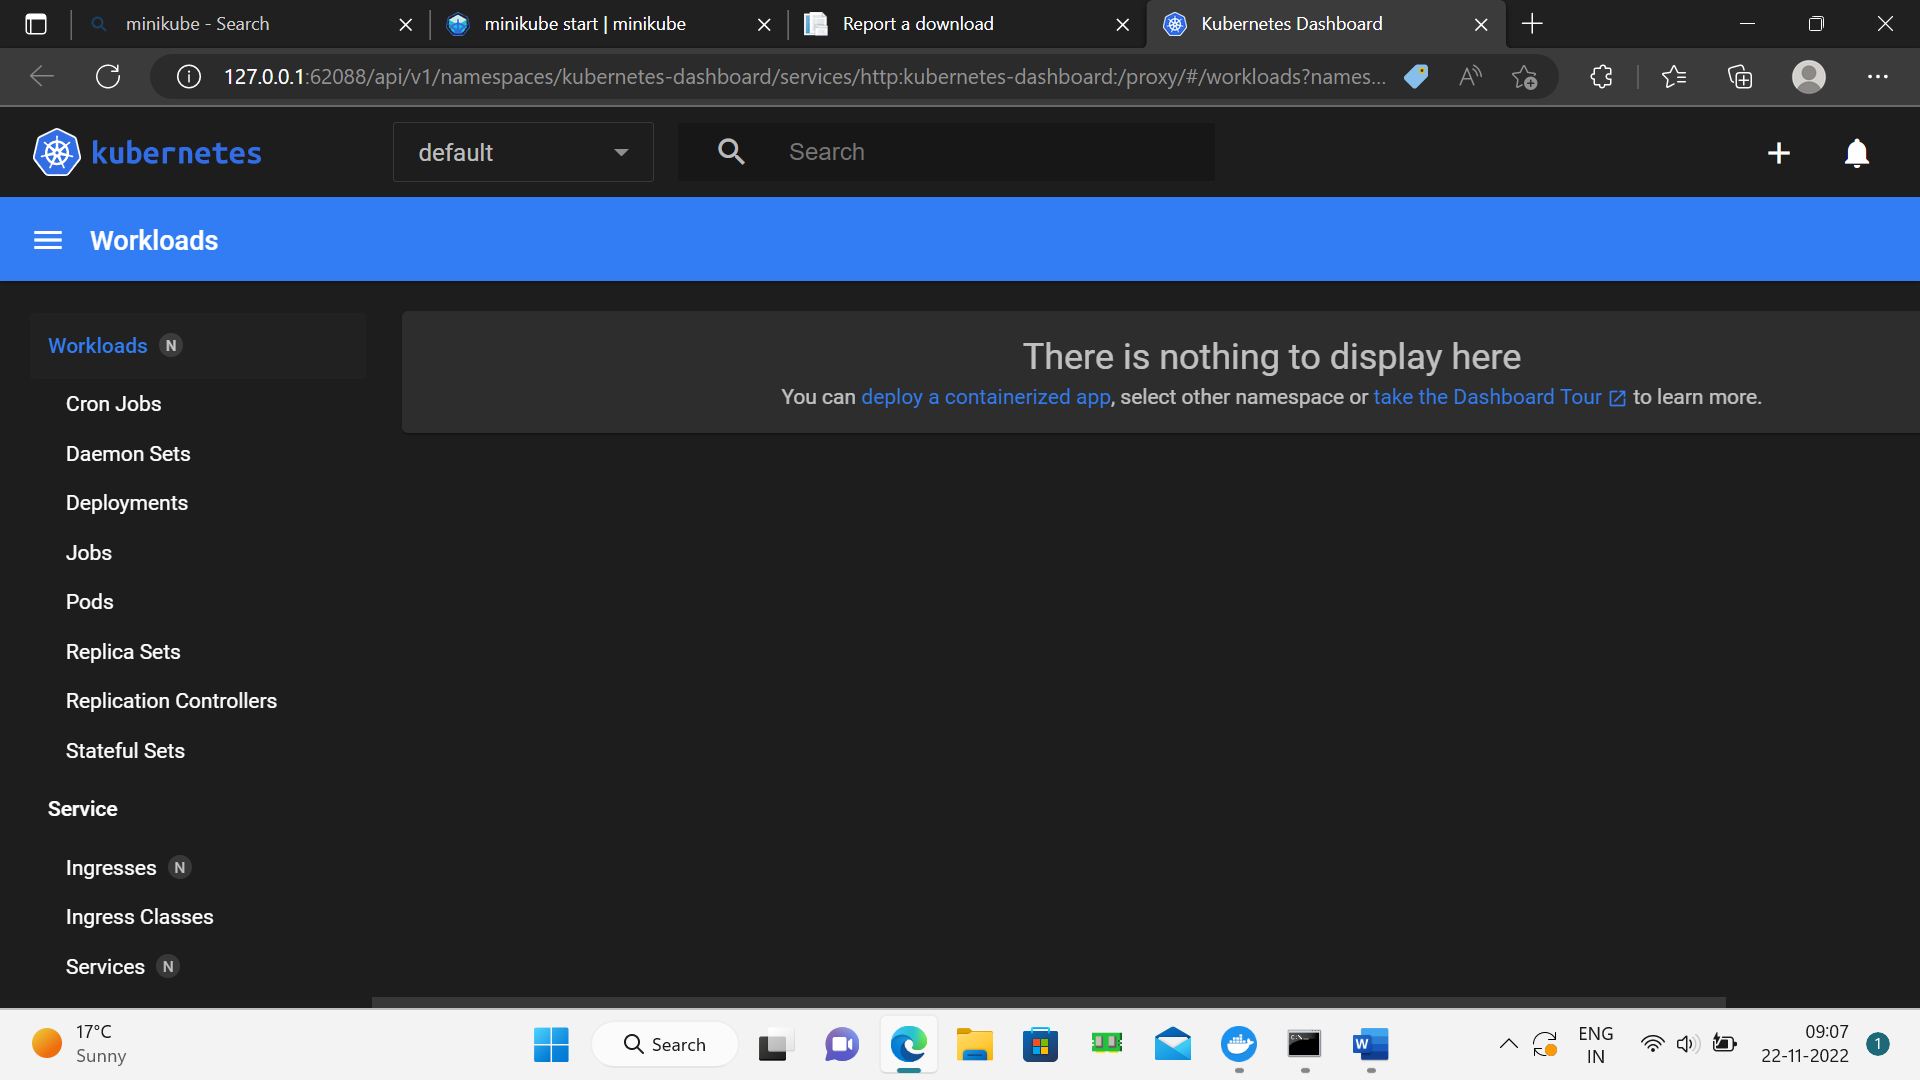 minikube - Search
minikube start | minikube
Report a download
Kubernetes Dashboard
127.0.0.1:62088/api/v1/namespaces/kubernetes-dashboard/services/http:kubernetes-dashboard:/proxy/#/workloads?names...
kubernetes
default
Search
Workloads
Workloads N
Cron Jobs
Daemon Sets
Deployments
Jobs
Pods
Replica Sets
Replication Controllers
Stateful Sets
Service
Ingresses N
Ingress Classes
Services N
There is nothing to display here
You can deploy a containerized app, select other namespace or take the Dashboard Tour to learn more.
17°C
Sunny
Search
ENG
IN
09:07
22-11-2022
1